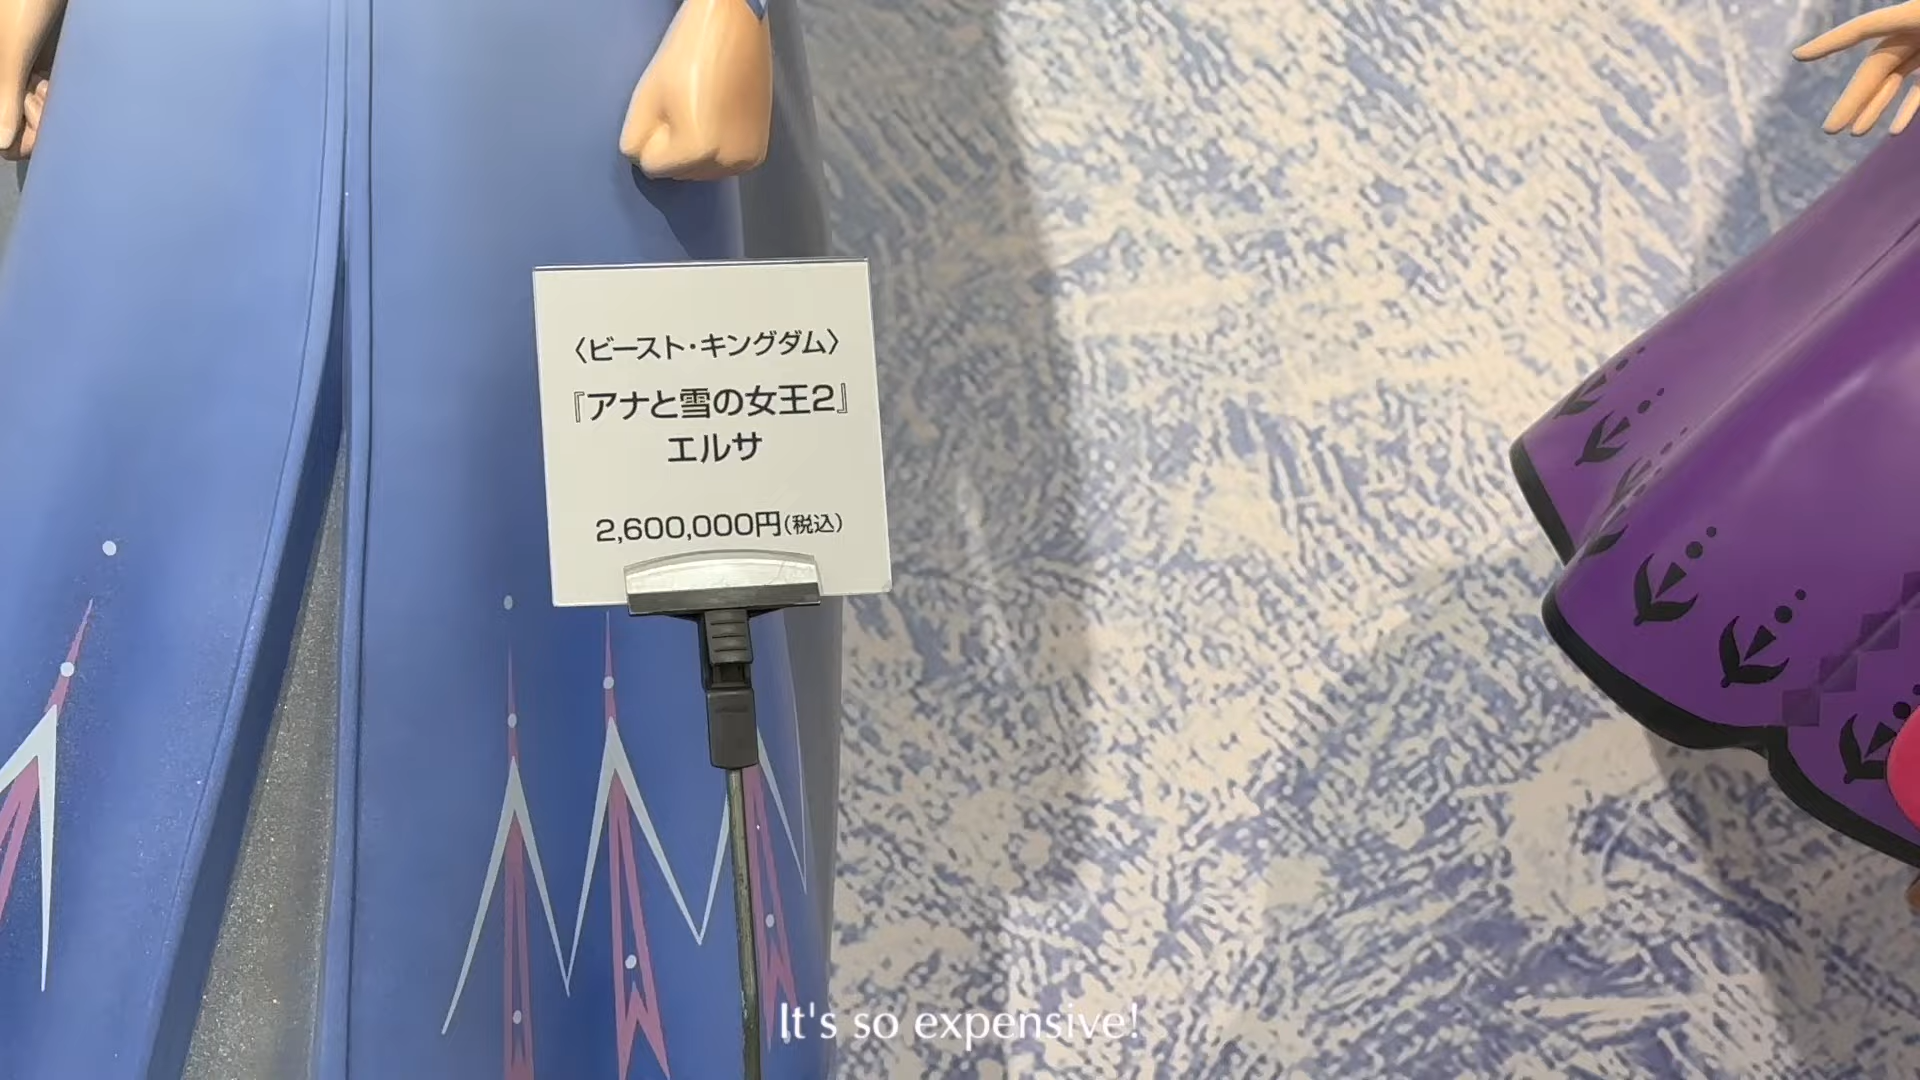 〈ビースト・キングダム〉
『アナと雪の女王2』
エルサ
2,600,000円(税込)
It's so expensive!